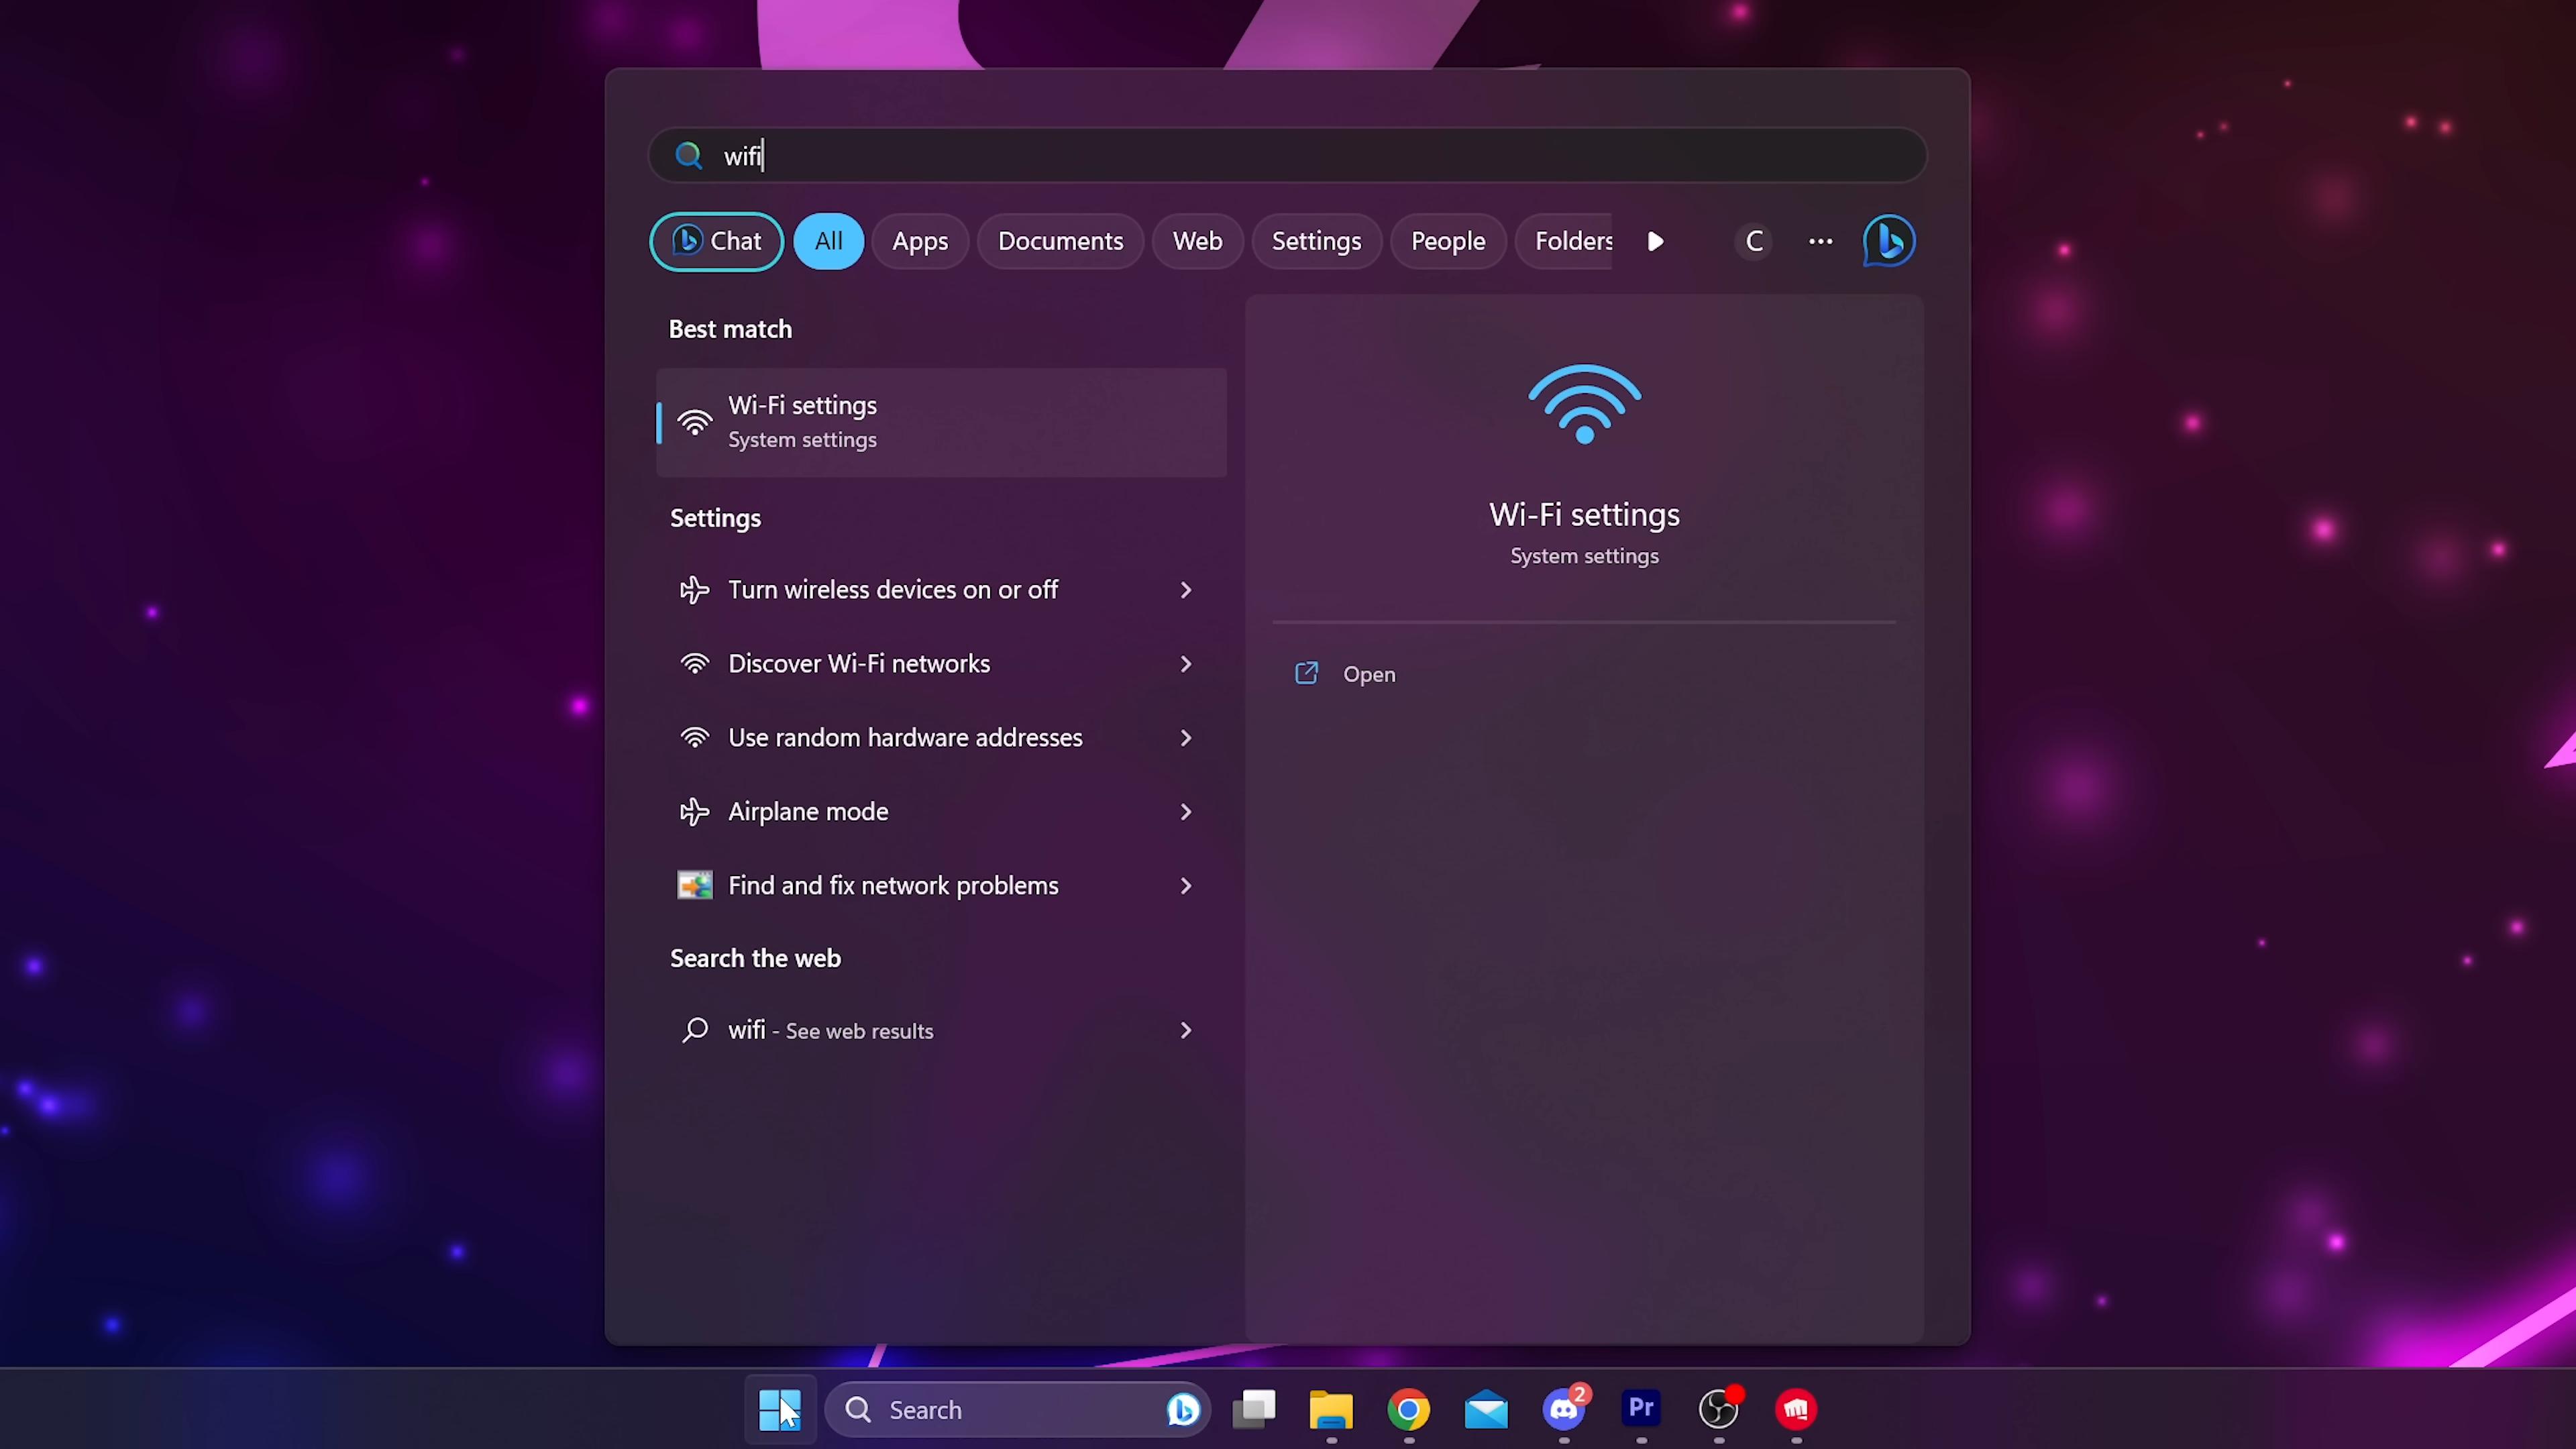 wifi
Chat All Apps Documents Web Settings People Folders C
Best match
Wi-Fi settings
System settings
Settings
Turn wireless devices on or off
Discover Wi-Fi networks
Use random hardware addresses
Airplane mode
Find and fix network problems
Search the web
wifi - See web results
Wi-Fi settings
System settings
Open
Search
2
Pr